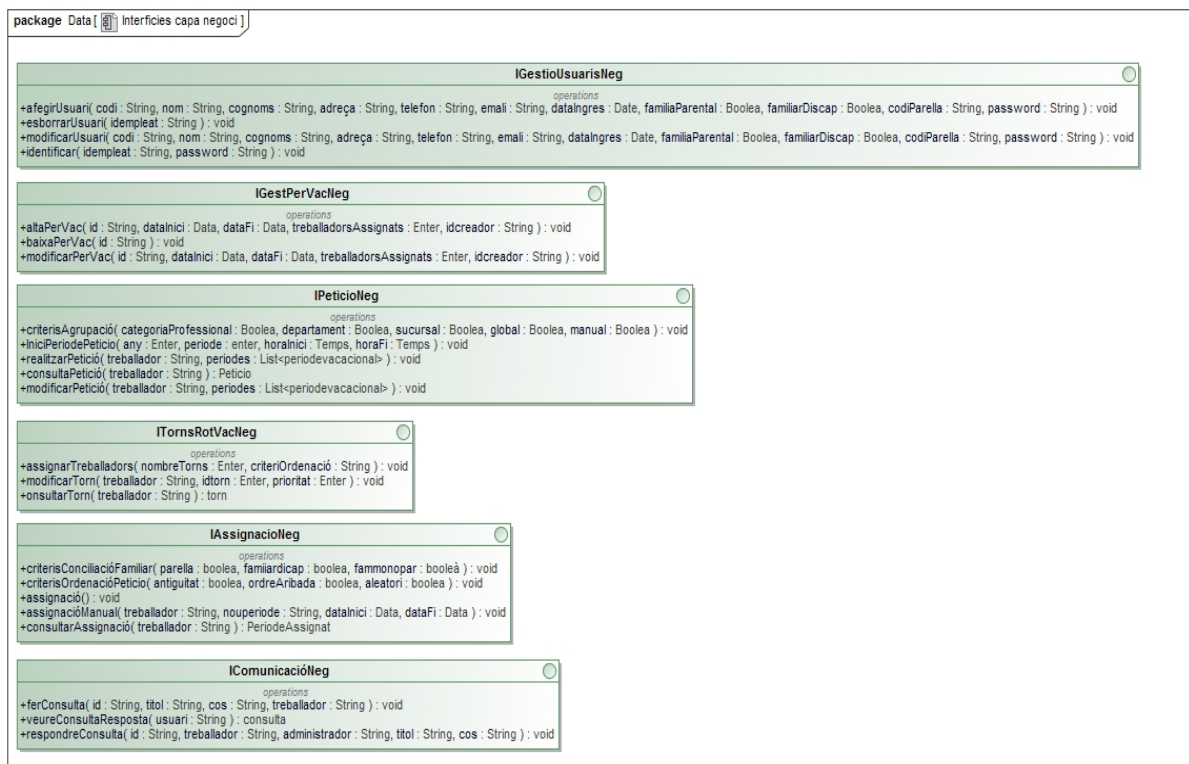 package Data [ Interfícies capa negoci ]
IGestioUsuarisNeg
operations
+afegirUsuari( codi : String, nom : String, cognoms : String, adreça : String, telefon : String, emali : String, dataIngres : Date, familiaParental : Boolea, familiarDiscap : Boolea, codiParella : String, password : String ) : void
+esborrarUsuari( idempleat : String ) : void
+modificarUsuari( codi : String, nom : String, cognoms : String, adreça : String, telefon : String, emali : String, dataIngres : Date, familiaParental : Boolea, familiarDiscap : Boolea, codiParella : String, password : String ) : void
+identificar( idempleat : String, password : String ) : void
IGestPerVacNeg
operations
+altaPerVac( id : String, dataInici : Data, dataFi : Data, treballadorsAssignats : Enter, idcreador : String ) : void
+baixaPerVac( id : String ) : void
+modificarPerVac( id : String, dataInici : Data, dataFi : Data, treballadorsAssignats : Enter, idcreador : String ) : void
IPeticioNeg
operations
+criterisAgrupació( categoriaProfessional : Boolea, departament : Boolea, sucursal : Boolea, global : Boolea, manual : Boolea ) : void
+IniciPeriodePeticio( any : Enter, periode : enter, horaInici : Temps, horaFi : Temps ) : void
+realitzarPetició( treballador : String, periodes : List<periodevacacional> ) : void
+consultaPetició( treballador : String ) : Peticio
+modificarPetició( treballador : String, periodes : List<periodevacacional> ) : void
ITornsRotVacNeg
operations
+assignarTreballadors( nombreTorns : Enter, criteriOrdenació : String ) : void
+modificarTorn( treballador : String, idtorn : Enter, prioritat : Enter ) : void
+onsultarTorn( treballador : String ) : torn
IAssignacioNeg
operations
+criterisConciliacióFamiliar( parella : boolea, famiiardicap : boolea, fammonopar : booleà ) : void
+criterisOrdenacióPeticio( antiguitat : boolea, ordreAribada : boolea, aleatori : boolea ) : void
+assignació() : void
+assignacióManual( treballador : String, nouperiode : String, dataInici : Data, dataFi : Data ) : void
+consultarAssignació( treballador : String ) : PeriodeAssignat
IComunicacióNeg
operations
+ferConsulta( id : String, titol : String, cos : String, treballador : String ) : void
+veureConsultaResposta( usuari : String ) : consulta
+respondreConsulta( id : String, treballador : String, administrador : String, titol : String, cos : String ) : void